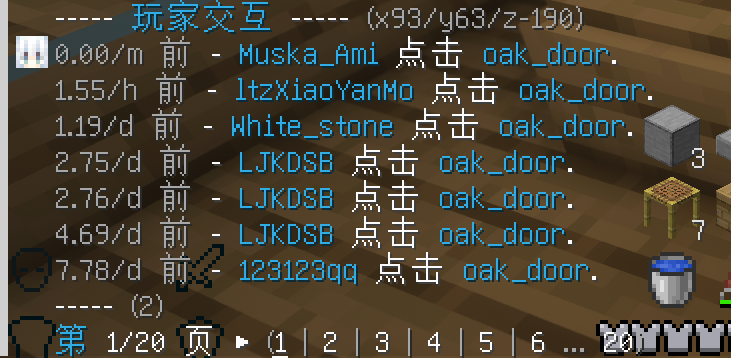 ----- 玩家交互 ----- (x93/y63/z-190)
0.00/m 前 - Muska_Ami 点击 oak_door.
1.55/h 前 - ltzXiaoYanMo 点击 oak_door.
1.19/d 前 - White_stone 点击 oak_door.
2.75/d 前 - LJKDSB 点击 oak_door.
2.76/d 前 - LJKDSB 点击 oak_door.
4.69/d 前 - LJKDSB 点击 oak_door.
7.78/d 前 - 123123qq 点击 oak_door.
----- (2)
第 1/20 页 ▸ (1 | 2 | 3 | 4 | 5 | 6 … 20)
3
7